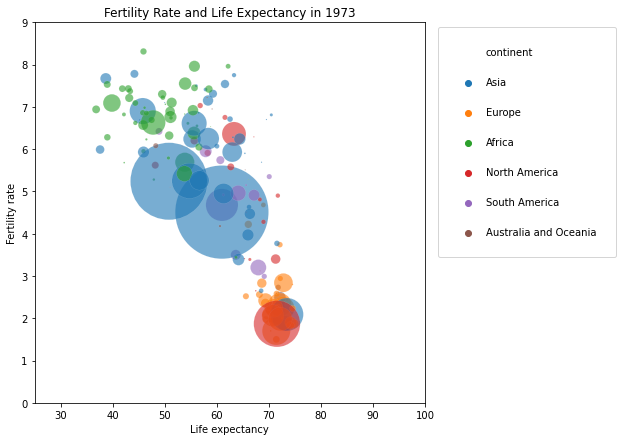 Fertility Rate and Life Expectancy in 1973
9
8
7
6
5
4
3
2
1
0
Fertility rate
30 40 50 60 70 80 90 100
Life expectancy
continent
Asia
Europe
Africa
North America
South America
Australia and Oceania